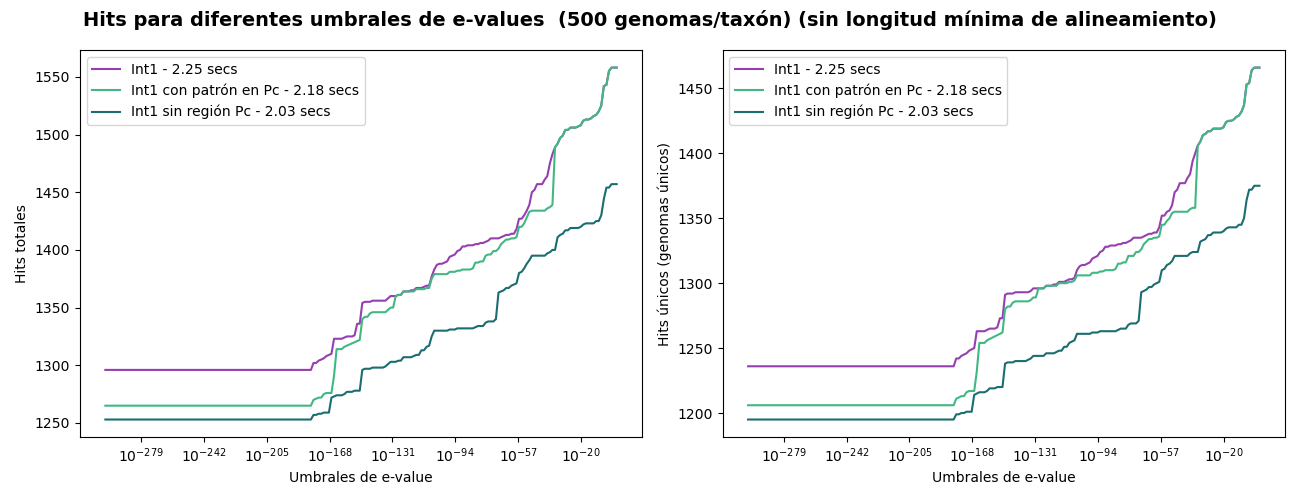 Hits para diferentes umbrales de e-values  (500 genomas/taxón) (sin longitud mínima de alineamiento)
Int1 - 2.25 secs
Int1 con patrón en Pc - 2.18 secs
Int1 sin región Pc - 2.03 secs
Hits totales
1550
1500
1450
1400
1350
1300
1250
10⁻²⁷⁹ 10⁻²⁴² 10⁻²⁰⁵ 10⁻¹⁶⁸ 10⁻¹³¹ 10⁻⁹⁴ 10⁻⁵⁷ 10⁻²⁰
Umbrales de e-value
Int1 - 2.25 secs
Int1 con patrón en Pc - 2.18 secs
Int1 sin región Pc - 2.03 secs
Hits únicos (genomas únicos)
1450
1400
1350
1300
1250
1200
10⁻²⁷⁹ 10⁻²⁴² 10⁻²⁰⁵ 10⁻¹⁶⁸ 10⁻¹³¹ 10⁻⁹⁴ 10⁻⁵⁷ 10⁻²⁰
Umbrales de e-value